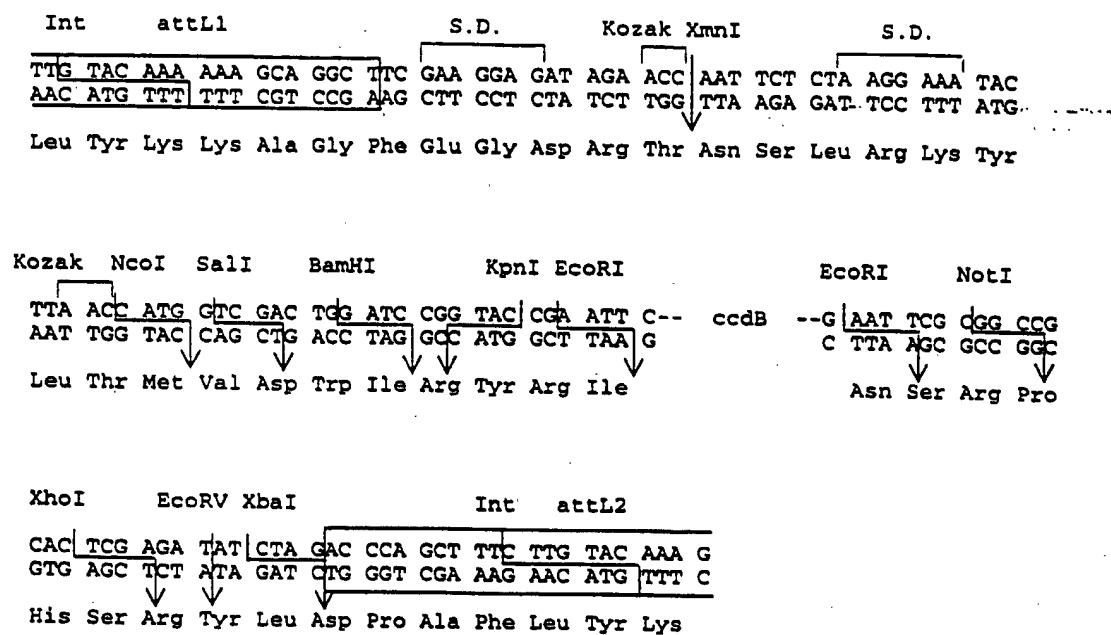 Int attL1 S.D. Kozak XmnI S.D.
TTG TAC AAA AAA GCA GGC TTC GAA GGA GAT AGA ACC AAT TCT CTA AGG AAA TAC
AAC ATG TTT TTT CGT CCG AAG CTT CCT CTA TCT TGG TTA AGA GAT TCC TTT ATG
Leu Tyr Lys Lys Ala Gly Phe Glu Gly Asp Arg Thr Asn Ser Leu Arg Lys Tyr
Kozak NcoI SalI BamHI KpnI EcoRI EcoRI NotI
TTA ACC ATG GTC GAC TGG ATC CGG TAC CGA ATT C-- ccdB --G AAT TCG CGG CCG
AAT TGG TAC CAG CTG ACC TAG GCC ATG GCT TAA G C TTA AGC GCC GGC
Leu Thr Met Val Asp Trp Ile Arg Tyr Arg Ile Asn Ser Arg Pro
XhoI EcoRV XbaI Int attL2
CAC TCG AGA TAT CTA GAC CCA GCT TTC TTG TAC AAA G
GTG AGC TCT ATA GAT CTG GGT CGA AAG AAC ATG TTT C
His Ser Arg Tyr Leu Asp Pro Ala Phe Leu Tyr Lys